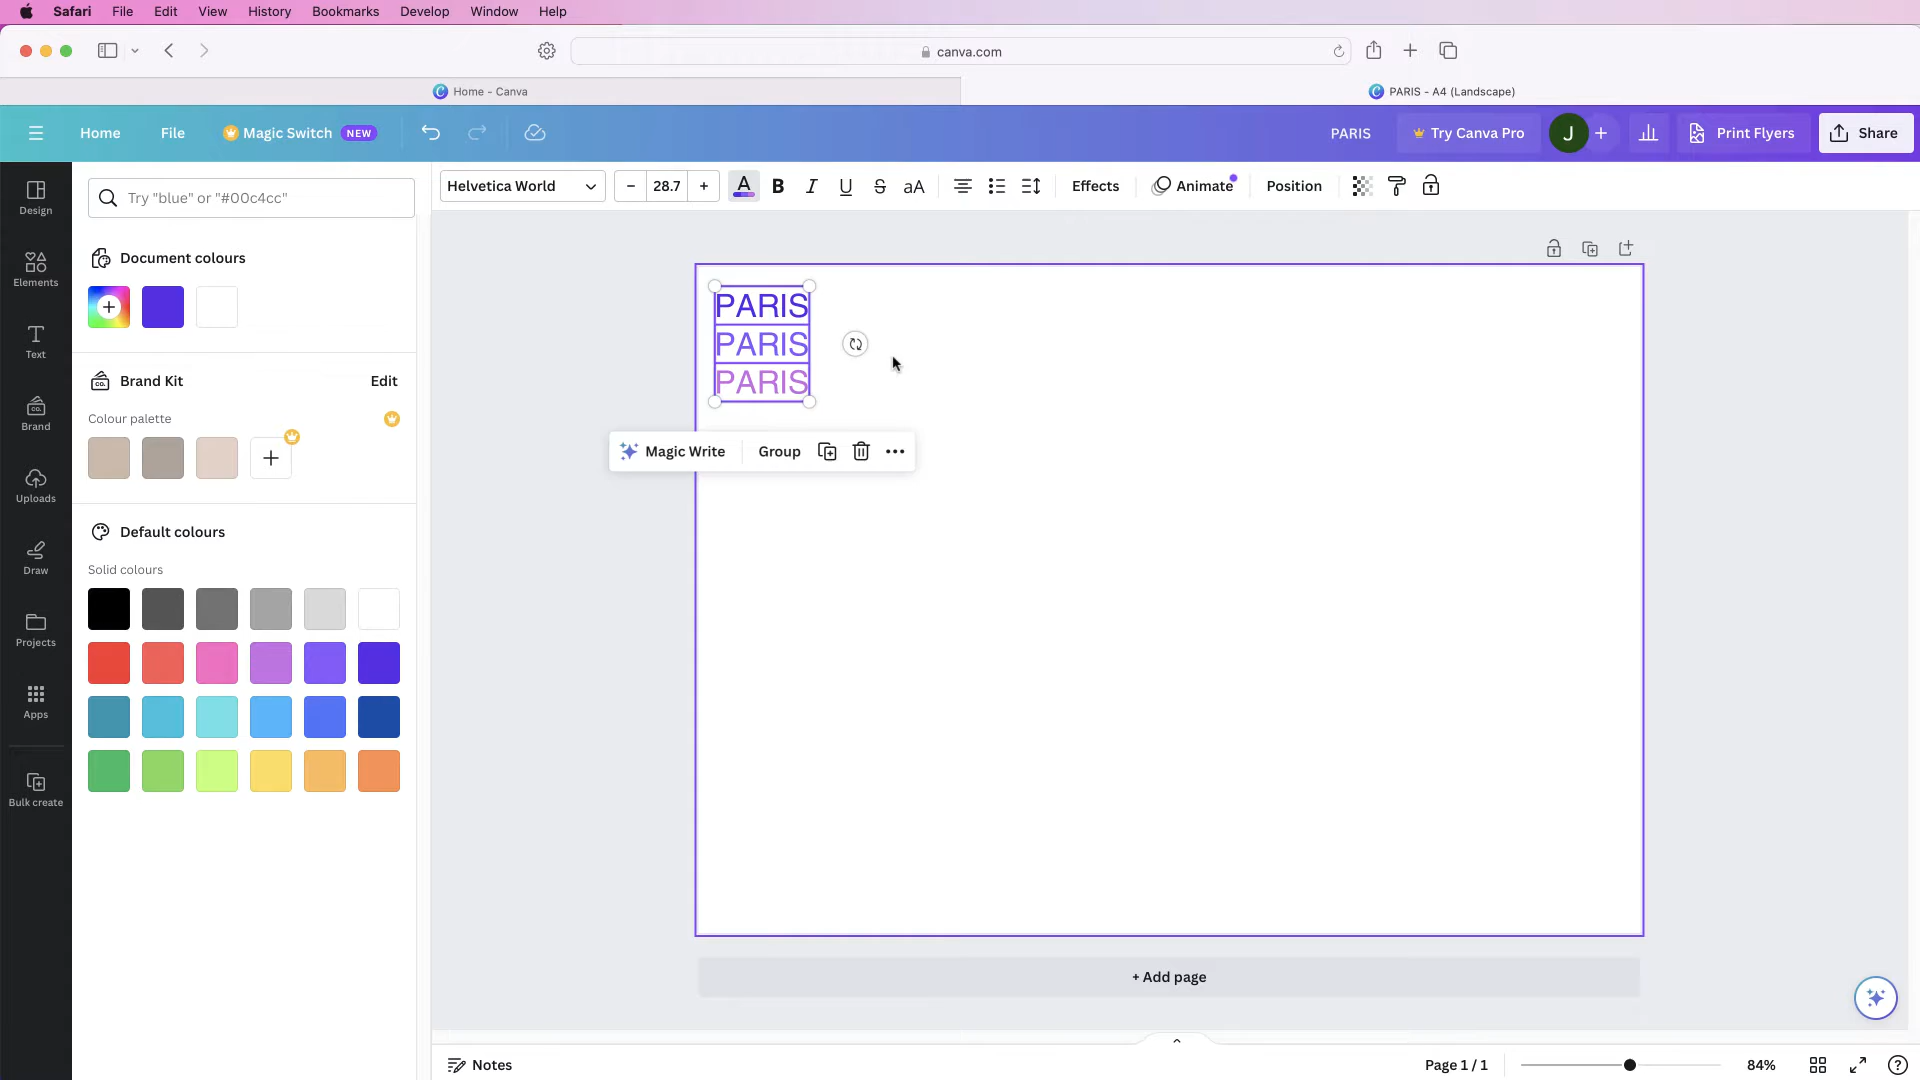 Safari File Edit View History Bookmarks Develop Window Help
canva.com
Home - Canva
PARIS - A4 (Landscape)
Home File Magic Switch NEW
PARIS Try Canva Pro J Print Flyers Share
Try "blue" or "#00c4cc"
Helvetica World - 28.7 + A B I U S aA Effects Animate Position
Design
Elements
Text
Brand
Uploads
Draw
Projects
Apps
Bulk create
Document colours
Brand Kit Edit
Colour palette
Default colours
Solid colours
PARIS
PARIS
PARIS
Magic Write Group
+ Add page
Notes
Page 1 / 1 84%